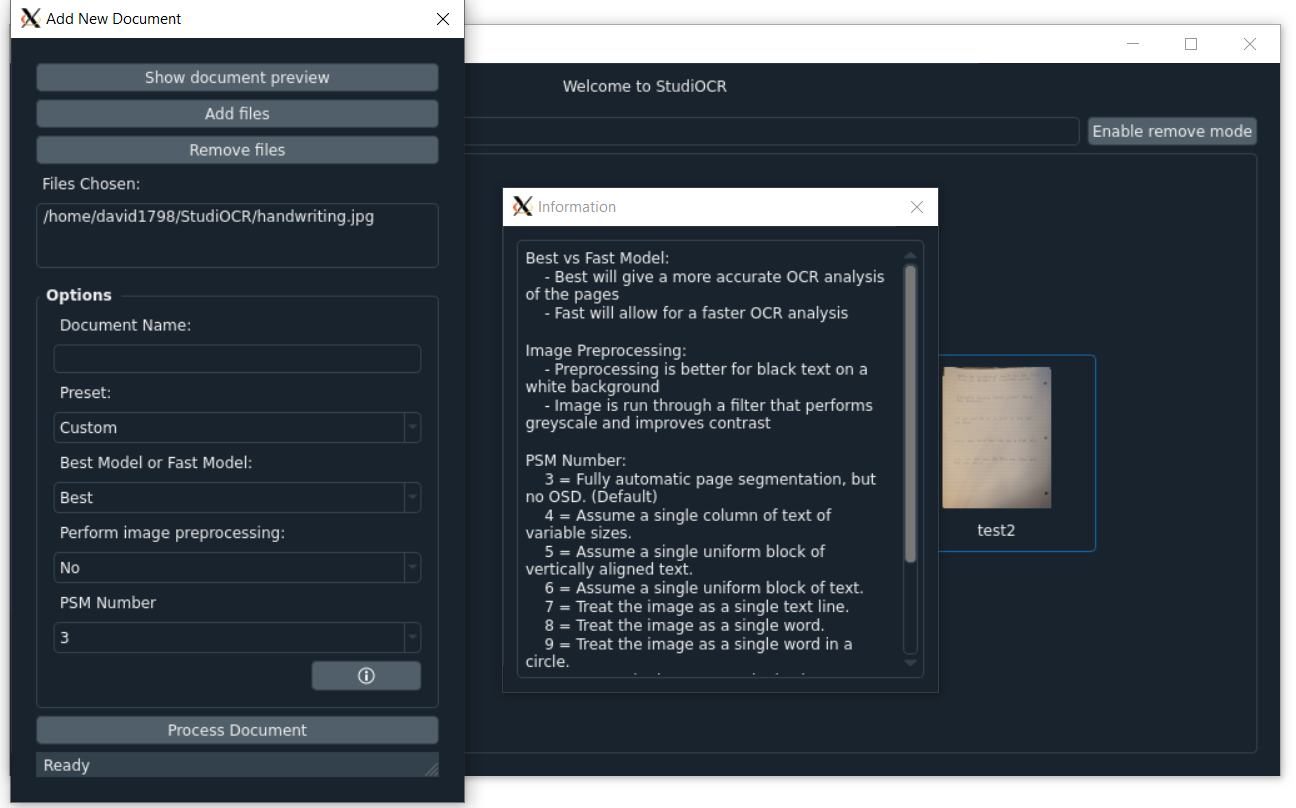 Add New Document
Show document preview
Add files
Remove files
Files Chosen:
/home/david1798/StudiOCR/handwriting.jpg
Options
Document Name:
Preset:
Custom
Best Model or Fast Model:
Best
Perform image preprocessing:
No
PSM Number
3
Process Document
Ready
Welcome to StudiOCR
Enable remove mode
Information
Best vs Fast Model:
- Best will give a more accurate OCR analysis
of the pages
- Fast will allow for a faster OCR analysis
Image Preprocessing:
- Preprocessing is better for black text on a
white background
- Image is run through a filter that performs
greyscale and improves contrast
PSM Number:
3 = Fully automatic page segmentation, but
no OSD. (Default)
4 = Assume a single column of text of
variable sizes.
5 = Assume a single uniform block of
vertically aligned text.
6 = Assume a single uniform block of text.
7 = Treat the image as a single text line.
8 = Treat the image as a single word.
9 = Treat the image as a single word in a
circle.
test2